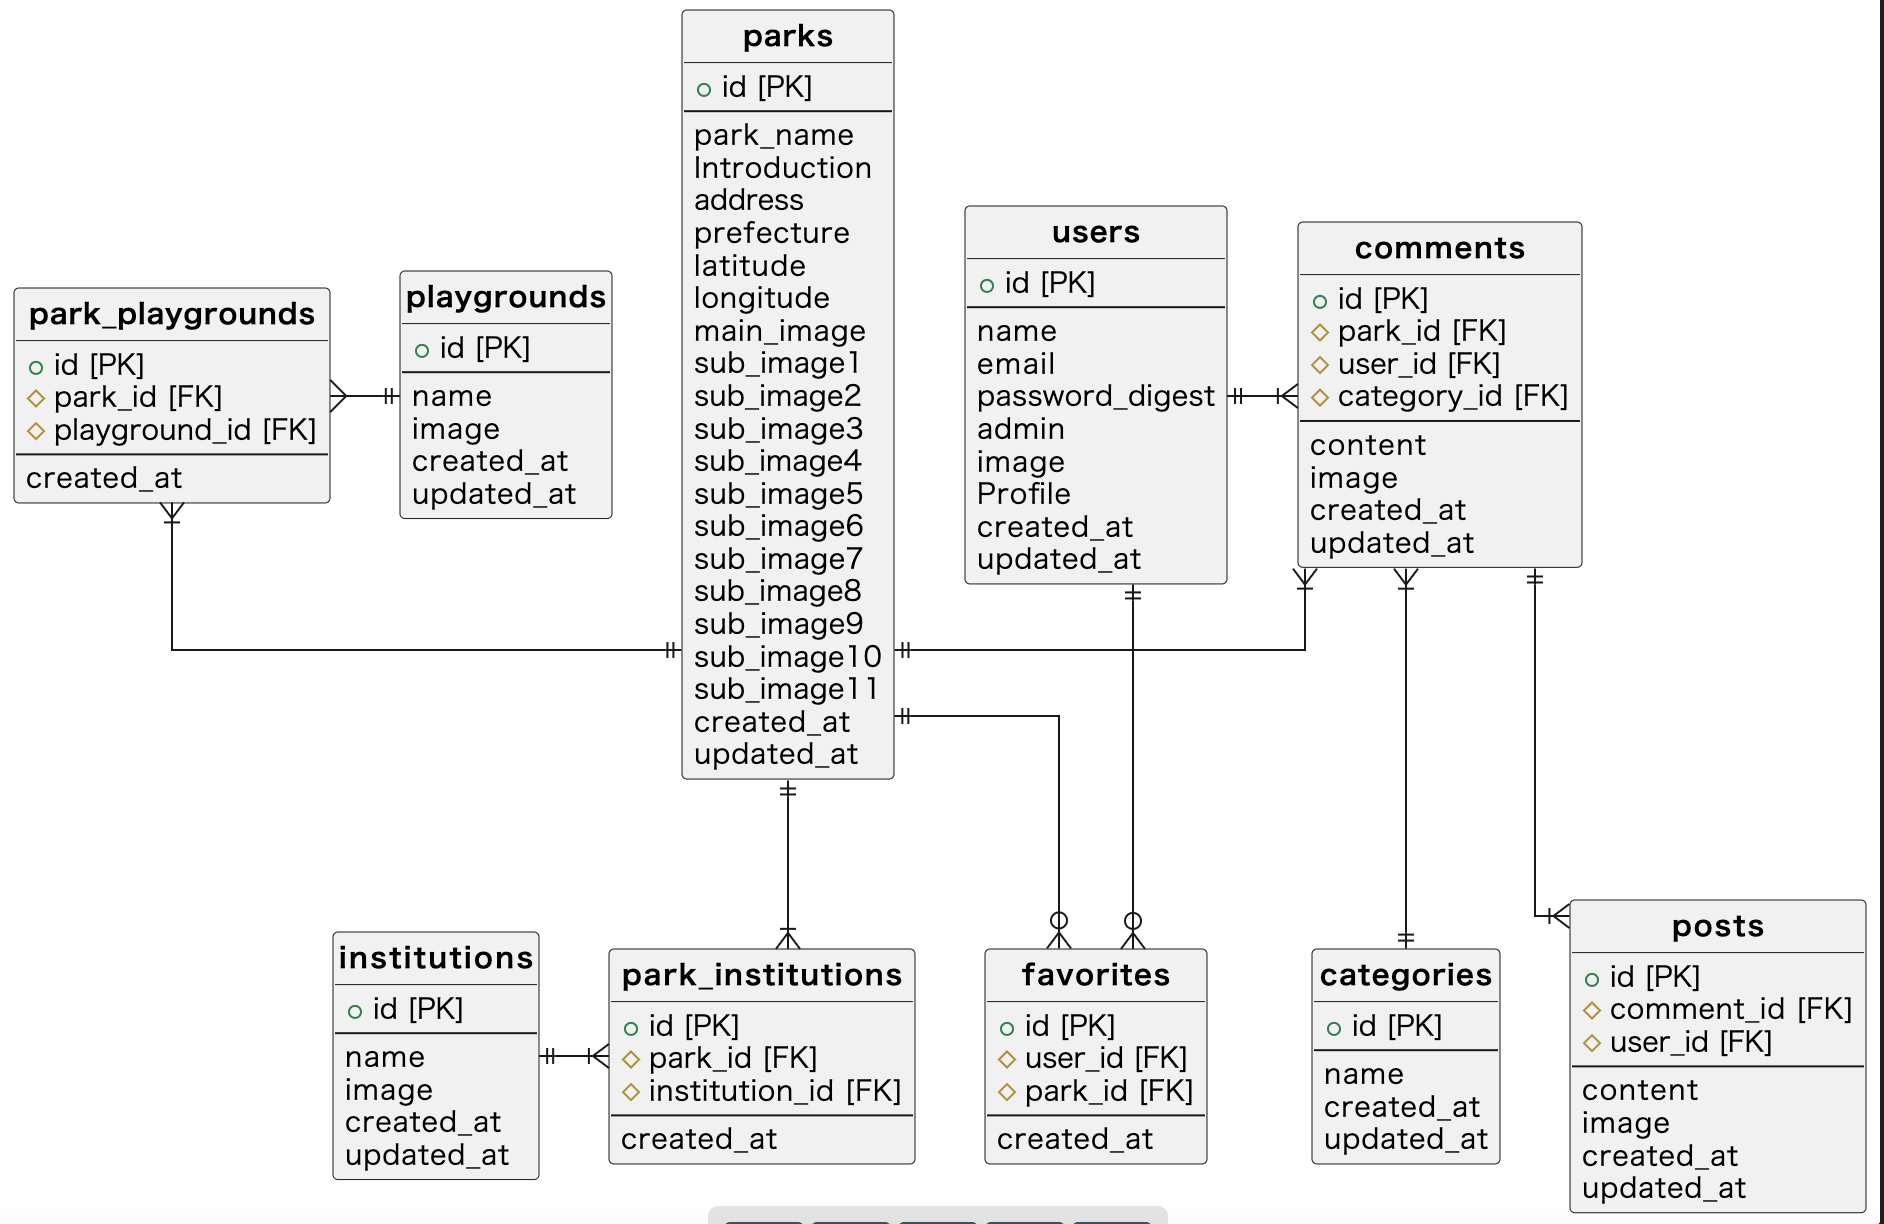 parks
id [PK]
park_name
Introduction
address
prefecture
latitude
longitude
main_image
sub_image1
sub_image2
sub_image3
sub_image4
sub_image5
sub_image6
sub_image7
sub_image8
sub_image9
sub_image10
sub_image11
created_at
updated_at
users
id [PK]
name
email
password_digest
admin
image
Profile
created_at
updated_at
comments
id [PK]
park_id [FK]
user_id [FK]
category_id [FK]
content
image
created_at
updated_at
park_playgrounds
id [PK]
park_id [FK]
playground_id [FK]
created_at
playgrounds
id [PK]
name
image
created_at
updated_at
institutions
id [PK]
name
image
created_at
updated_at
park_institutions
id [PK]
park_id [FK]
institution_id [FK]
created_at
favorites
id [PK]
user_id [FK]
park_id [FK]
created_at
categories
id [PK]
name
created_at
updated_at
posts
id [PK]
comment_id [FK]
user_id [FK]
content
image
created_at
updated_at